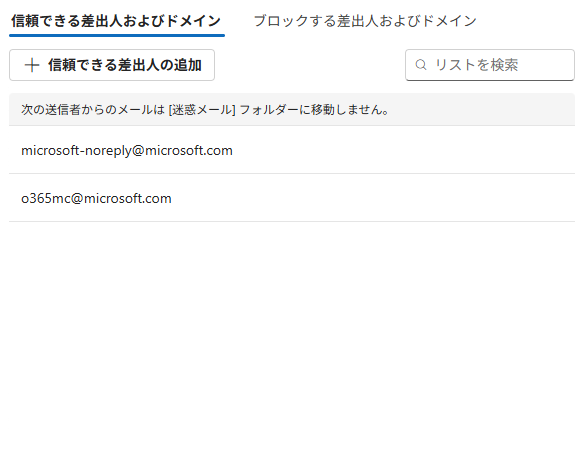 信頼できる差出人およびドメイン ブロックする差出人およびドメイン
信頼できる差出人の追加 リストを検索
次の送信者からのメールは [迷惑メール] フォルダーに移動しません。
microsoft-noreply@microsoft.com
o365mc@microsoft.com